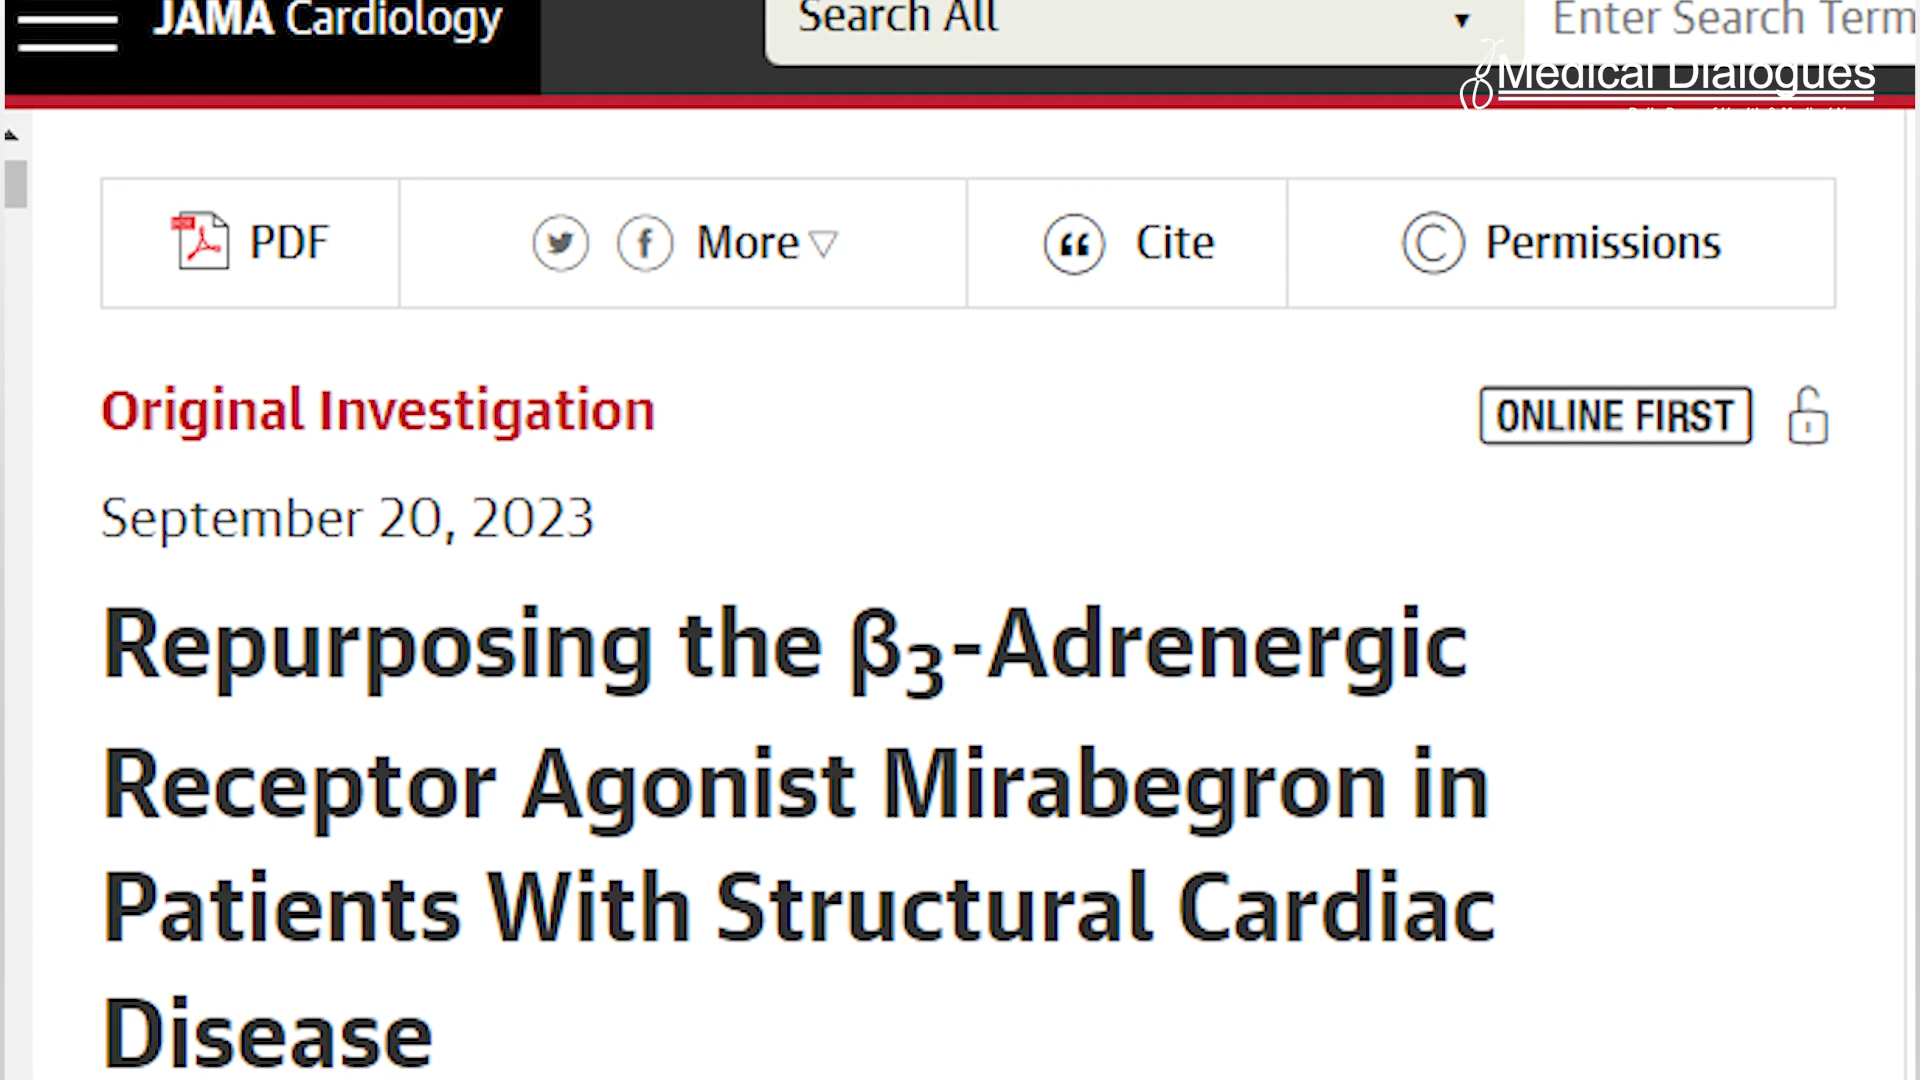 JAMA Cardiology
Search All
Enter Search Term
Medical Dialogues
PDF
More
Cite
Permissions
Original Investigation
ONLINE FIRST
September 20, 2023
Repurposing the β₃-Adrenergic
Receptor Agonist Mirabegron in
Patients With Structural Cardiac
Disease